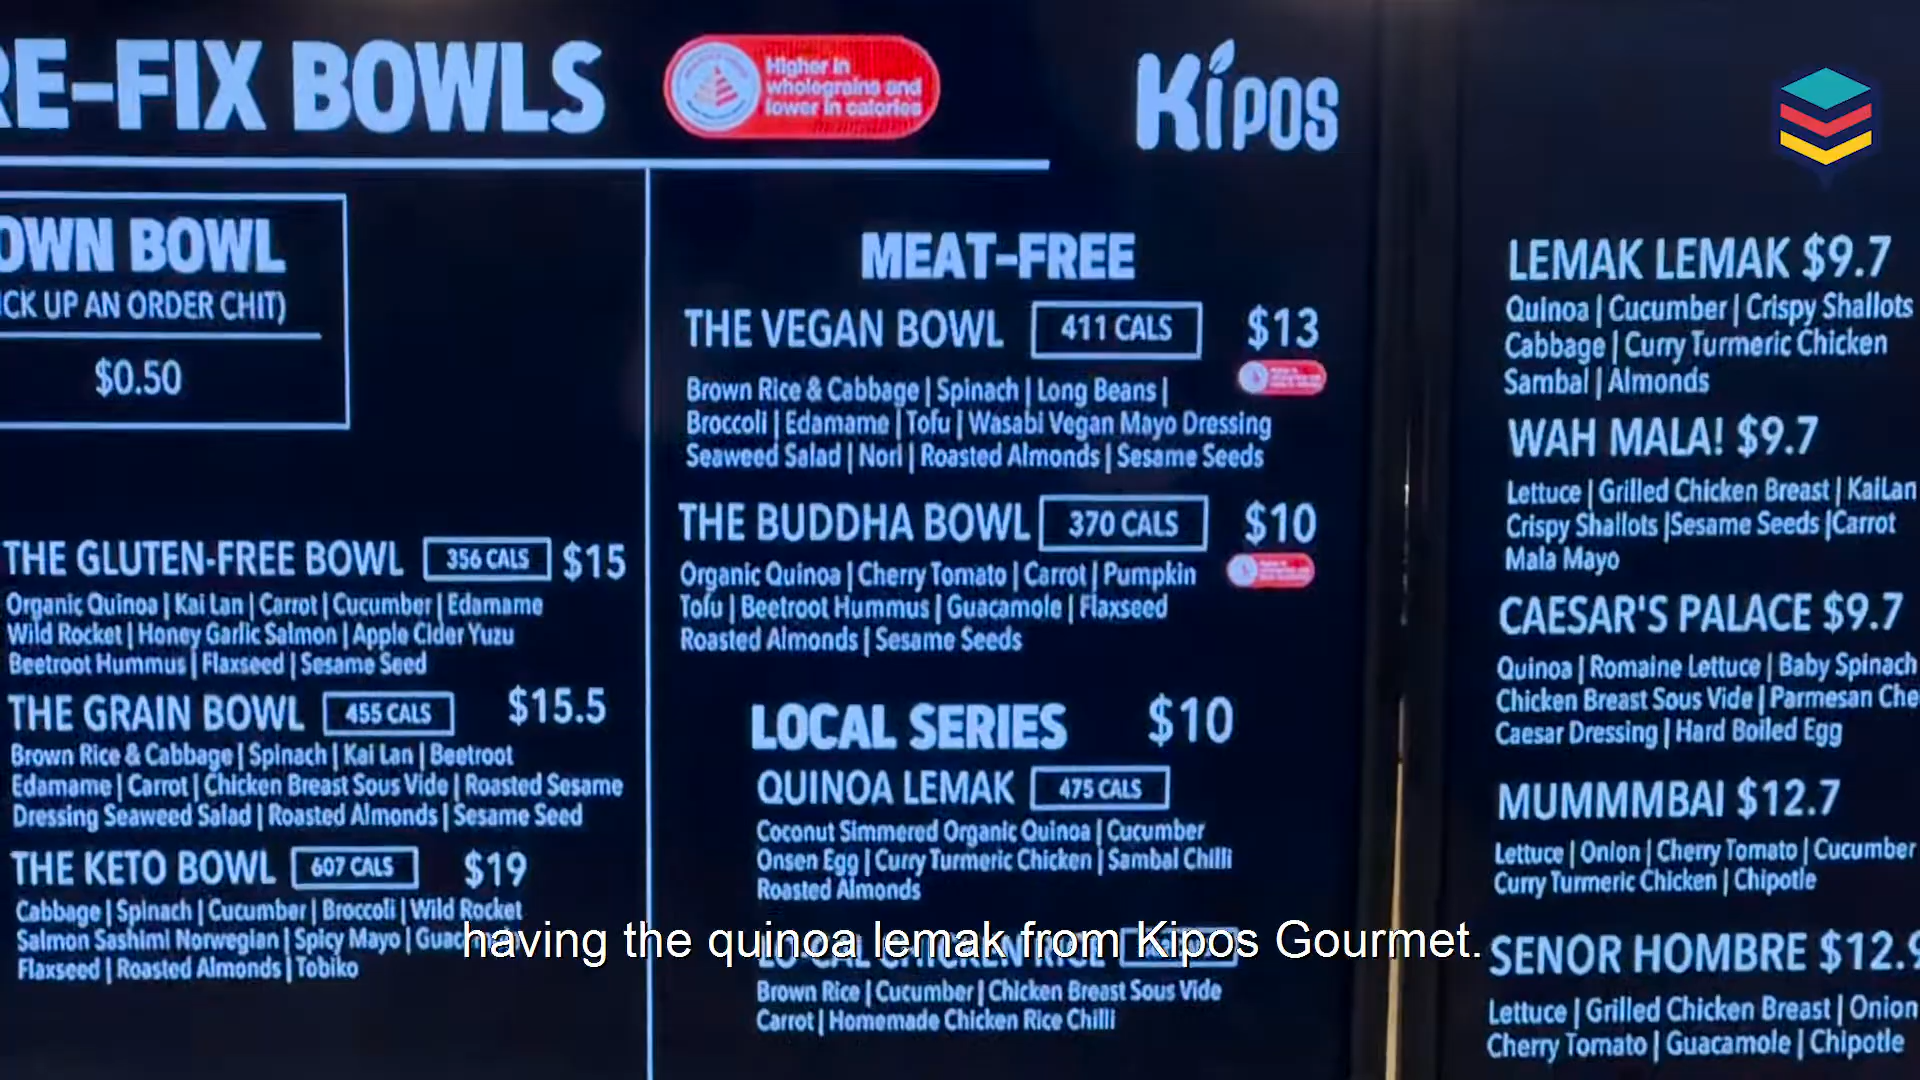 RE-FIX BOWLS
Higher in
wholegrains and
lower in calories
Kipos
OWN BOWL
ICK UP AN ORDER CHIT)
$0.50
THE GLUTEN-FREE BOWL 356 CALS $15
Organic Quinoa | Kai Lan | Carrot | Cucumber | Edamame
Wild Rocket | Honey Garlic Salmon | Apple Cider Yuzu
Beetroot Hummus | Flaxseed | Sesame Seed
THE GRAIN BOWL 455 CALS $15.5
Brown Rice & Cabbage | Spinach | Kai Lan | Beetroot
Edamame | Carrot | Chicken Breast Sous Vide | Roasted Sesame
Dressing Seaweed Salad | Roasted Almonds | Sesame Seed
THE KETO BOWL 607 CALS $19
Cabbage | Spinach | Cucumber | Broccoli | Wild Rocket
Salmon Sashimi Norwegian | Spicy Mayo |
Flaxseed | Roasted Almonds | Tobiko
MEAT-FREE
THE VEGAN BOWL 411 CALS $13
Brown Rice & Cabbage | Spinach | Long Beans |
Broccoli | Edamame | Tofu | Wasabi Vegan Mayo Dressing
Seaweed Salad | Nori | Roasted Almonds | Sesame Seeds
THE BUDDHA BOWL 370 CALS $10
Organic Quinoa | Cherry Tomato | Carrot | Pumpkin
Tofu | Beetroot Hummus | Guacamole | Flaxseed
Roasted Almonds | Sesame Seeds
LOCAL SERIES $10
QUINOA LEMAK 475 CALS
Coconut Simmered Organic Quinoa | Cucumber
Onsen Egg | Curry Turmeric Chicken | Sambal Chilli
Roasted Almonds
LO-CAL CHICKEN RICE
Brown Rice | Cucumber | Chicken Breast Sous Vide
Carrot | Homemade Chicken Rice Chilli
LEMAK LEMAK $9.7
Quinoa | Cucumber | Crispy Shallots
Cabbage | Curry Turmeric Chicken
Sambal | Almonds
WAH MALA! $9.7
Lettuce | Grilled Chicken Breast | KaiLan
Crispy Shallots | Sesame Seeds | Carrot
Mala Mayo
CAESAR'S PALACE $9.7
Quinoa | Romaine Lettuce | Baby Spinach
Chicken Breast Sous Vide | Parmesan Che
Caesar Dressing | Hard Boiled Egg
MUMMMBAI $12.7
Lettuce | Onion | Cherry Tomato | Cucumber
Curry Turmeric Chicken | Chipotle
SENOR HOMBRE $12.9
Lettuce | Grilled Chicken Breast | Onion
Cherry Tomato | Guacamole | Chipotle
having the quinoa lemak from Kipos Gourmet.